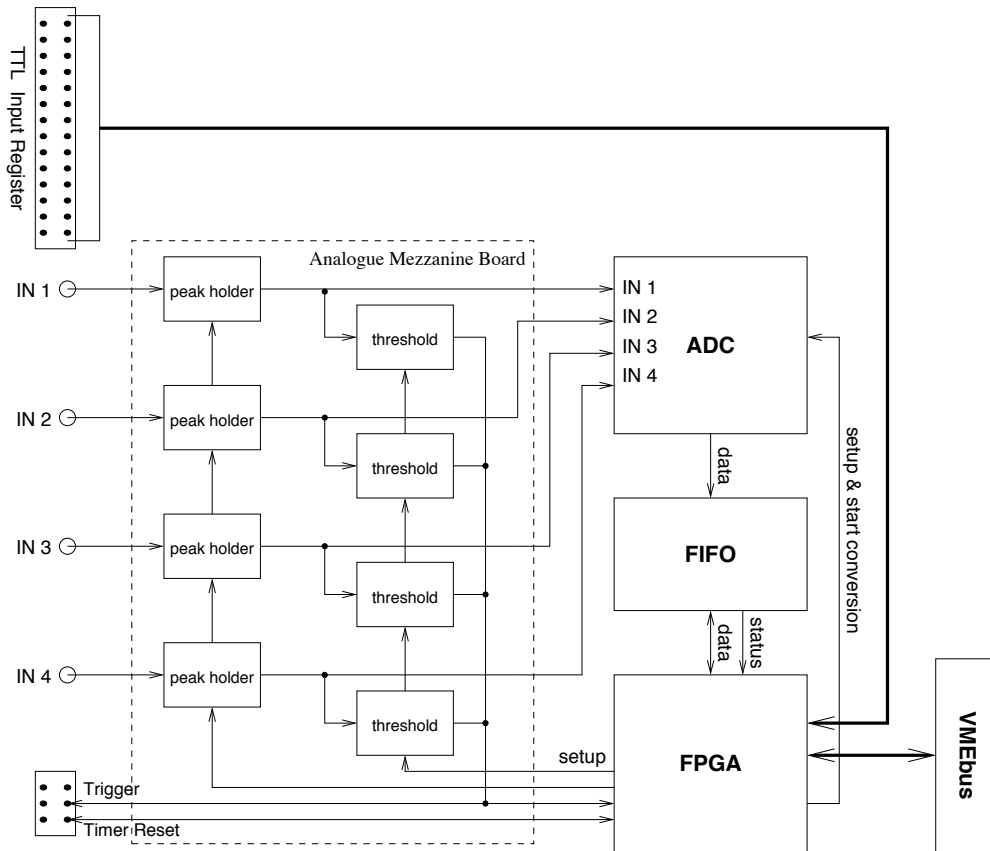 TTL Input Register
Analogue Mezzanine Board
IN 1
peak holder
IN 1
IN 2
IN 3
IN 4
ADC
threshold
IN 2
peak holder
threshold
data
setup & start conversion
IN 3
peak holder
FIFO
threshold
data
status
IN 4
peak holder
threshold
setup
FPGA
VMEbus
Trigger
Timer Reset